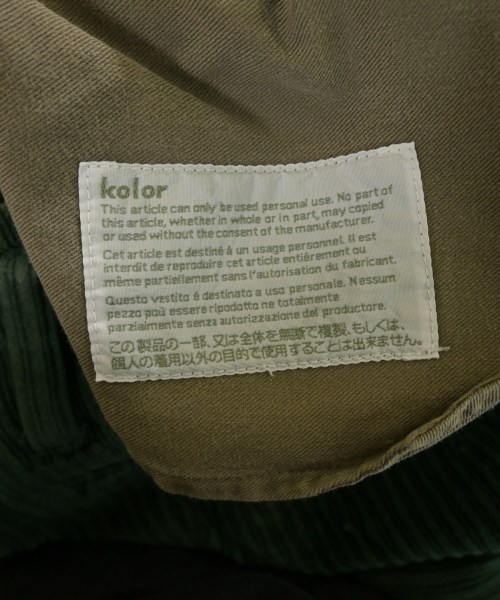 kolor
This article can only be used personal use. No part of
this article, whether in whole or in part, may copied
or used without the consent of the manufacturer.
Cet article est destiné à un usage personnel. Il est
interdit de reproduire cet article entiérement ou
même partiellement sans l'autorisation du fabricant.
Questo vestito é destinato a uso personale. Nessum
pezzo può essere ripodotto ne totalmente
parzialmente senza autorizzazione del productore.
この製品の一部、又は全体を無断で複製、もしくは、
個人の着用以外の目的で使用することは出来ません。